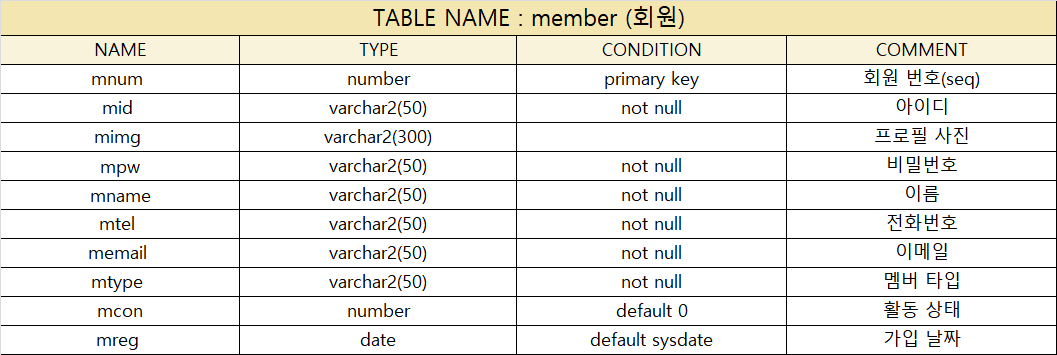 TABLE NAME : member (회원)
NAME TYPE CONDITION COMMENT
mnum number primary key 회원 번호(seq)
mid varchar2(50) not null 아이디
mimg varchar2(300) 프로필 사진
mpw varchar2(50) not null 비밀번호
mname varchar2(50) not null 이름
mtel varchar2(50) not null 전화번호
memail varchar2(50) not null 이메일
mtype varchar2(50) not null 멤버 타입
mcon number default 0 활동 상태
mreg date default sysdate 가입 날짜